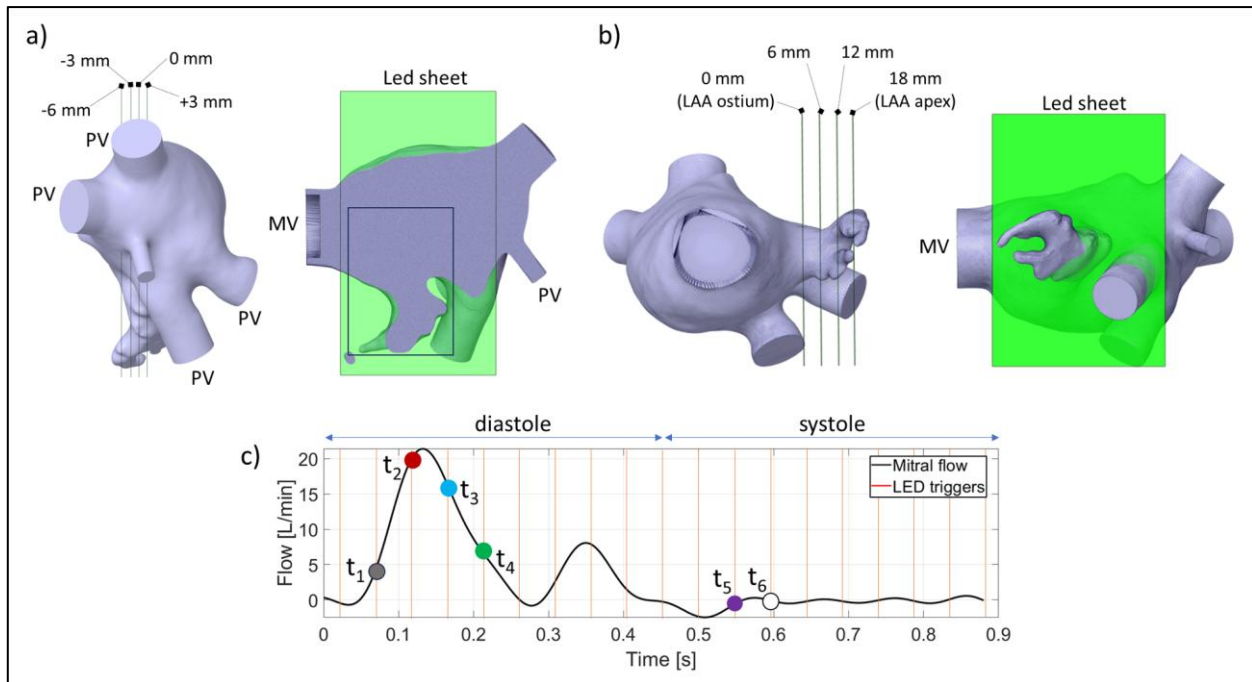 a)
-3 mm
0 mm
-6 mm
+3 mm
PV
PV
PV
PV
Led sheet
MV
PV
b)
6 mm
12 mm
0 mm
(LAA ostium)
18 mm
(LAA apex)
Led sheet
MV
diastole
systole
c)
Flow [L/min]
20
15
10
5
0
t1
t2
t3
t4
t5
t6
Mitral flow
LED triggers
0
0.1
0.2
0.3
0.4
0.5
0.6
0.7
0.8
0.9
Time [s]